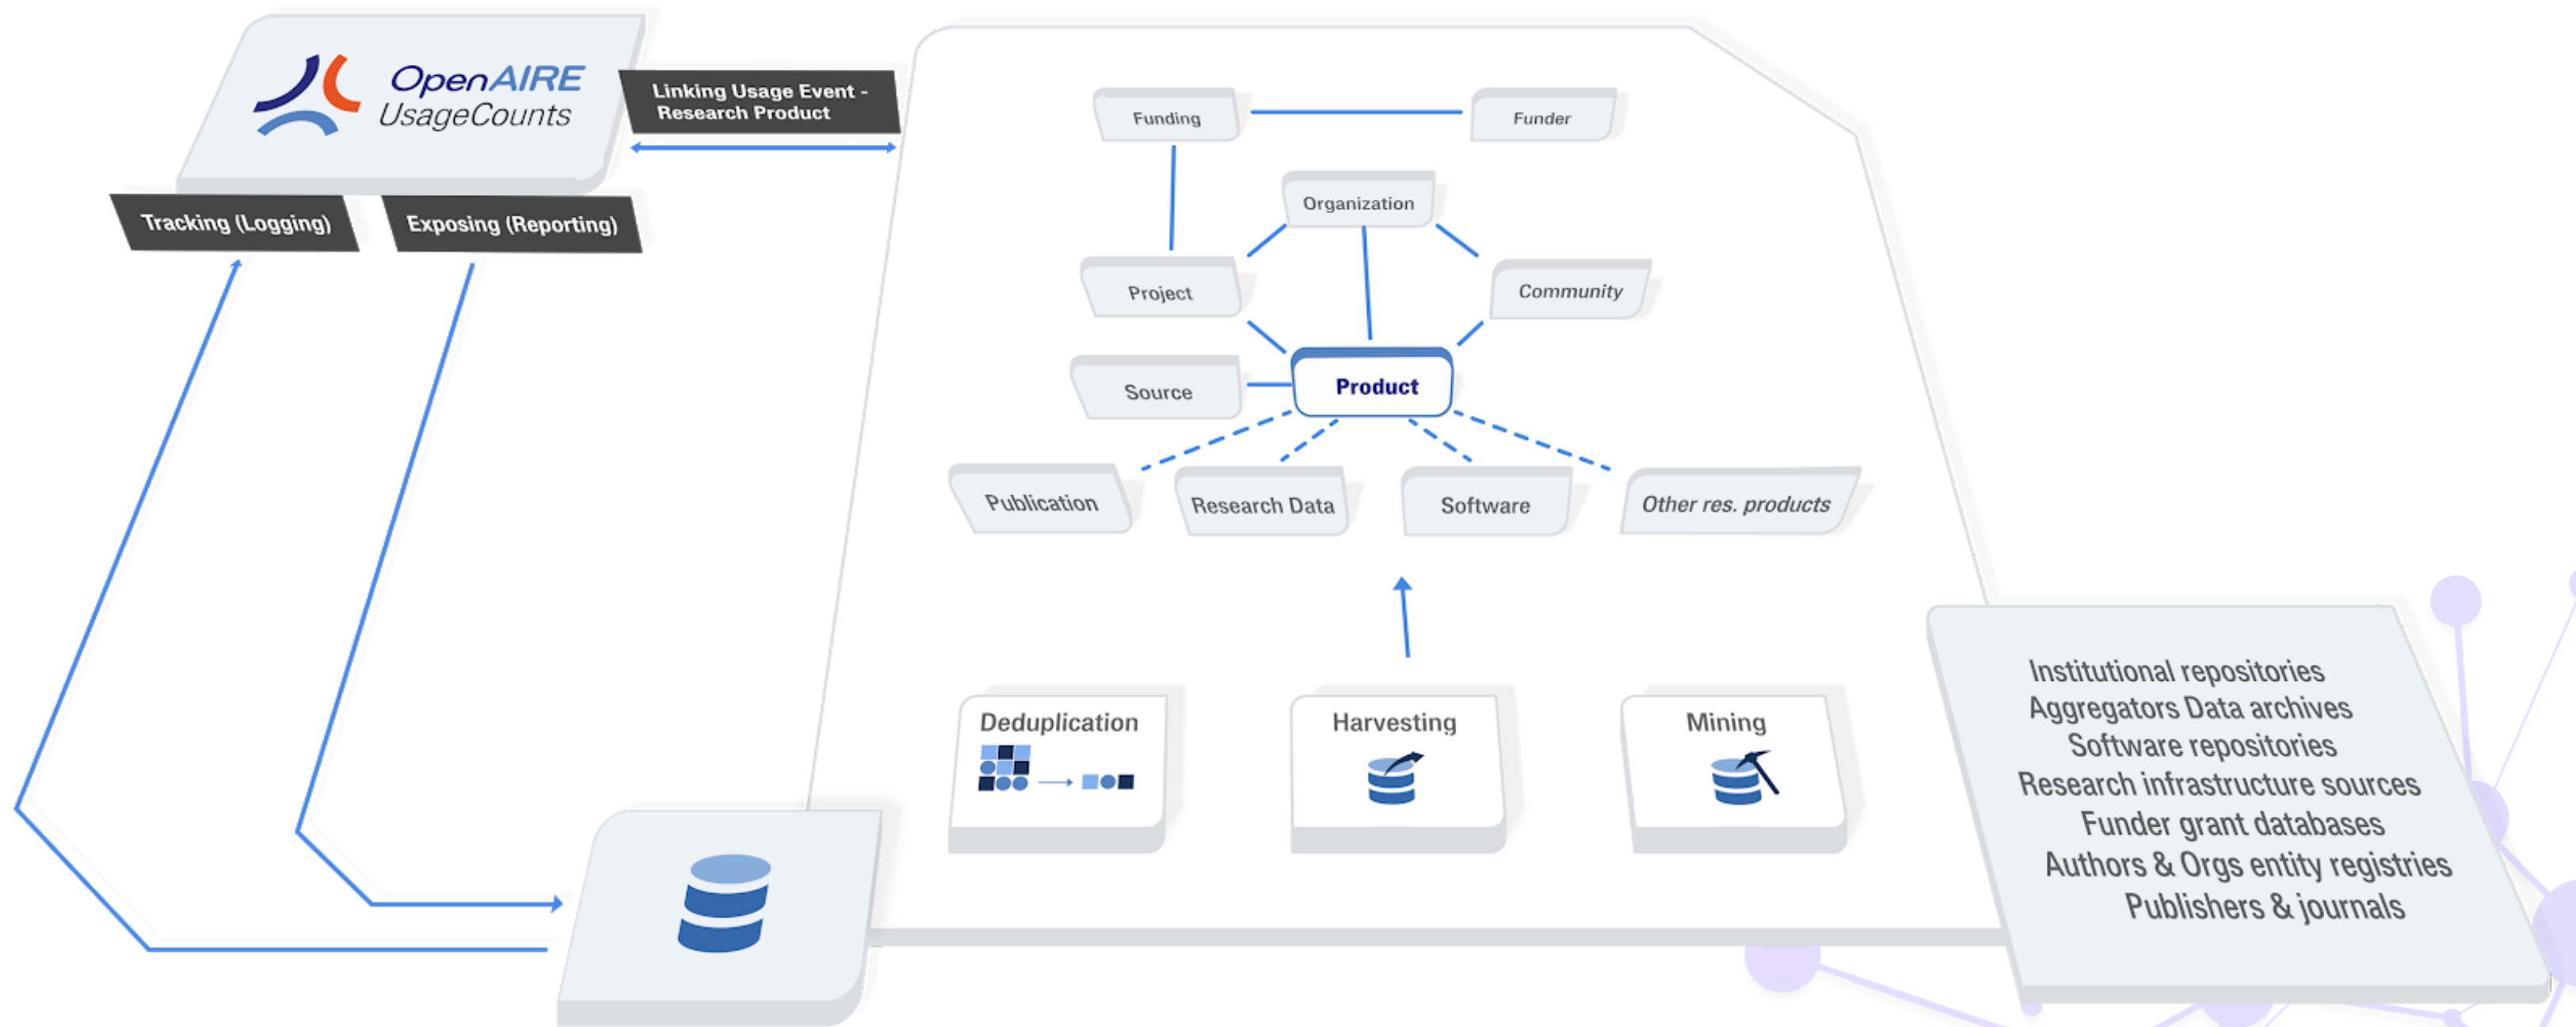 OpenAIRE
UsageCounts
Linking Usage Event -
Research Product
Tracking (Logging)
Exposing (Reporting)
Funding
Funder
Organization
Project
Community
Source
Product
Publication
Research Data
Software
Other res. products
Deduplication
Harvesting
Mining
Institutional repositories
Aggregators Data archives
Software repositories
Research infrastructure sources
Funder grant databases
Authors & Orgs entity registries
Publishers & journals